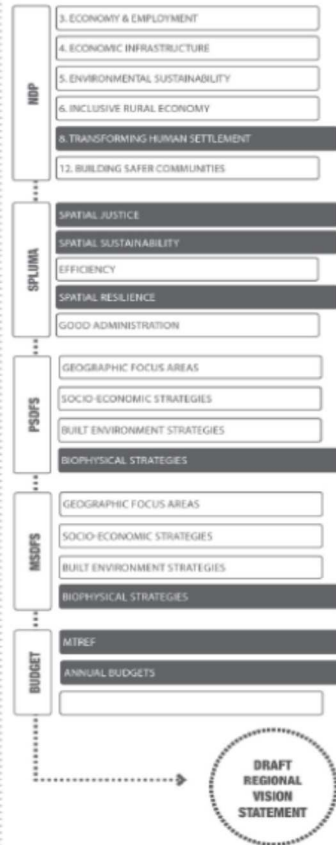 NDP
3. ECONOMY & EMPLOYMENT
4. ECONOMIC INFRASTRUCTURE
5. ENVIRONMENTAL SUSTAINABILITY
6. INCLUSIVE RURAL ECONOMY
8. TRANSFORMING HUMAN SETTLEMENT
12. BUILDING SAFER COMMUNITIES
SPLUMA
SPATIAL JUSTICE
SPATIAL SUSTAINABILITY
EFFICIENCY
SPATIAL RESILIENCE
GOOD ADMINISTRATION
PSDFS
GEOGRAPHIC FOCUS AREAS
SOCIO-ECONOMIC STRATEGIES
BUILT ENVIRONMENT STRATEGIES
BIOPHYSICAL STRATEGIES
MSDFS
GEOGRAPHIC FOCUS AREAS
SOCIO-ECONOMIC STRATEGIES
BUILT ENVIRONMENT STRATEGIES
BIOPHYSICAL STRATEGIES
BUDGET
MTREF
ANNUAL BUDGETS
DRAFT
REGIONAL
VISION
STATEMENT